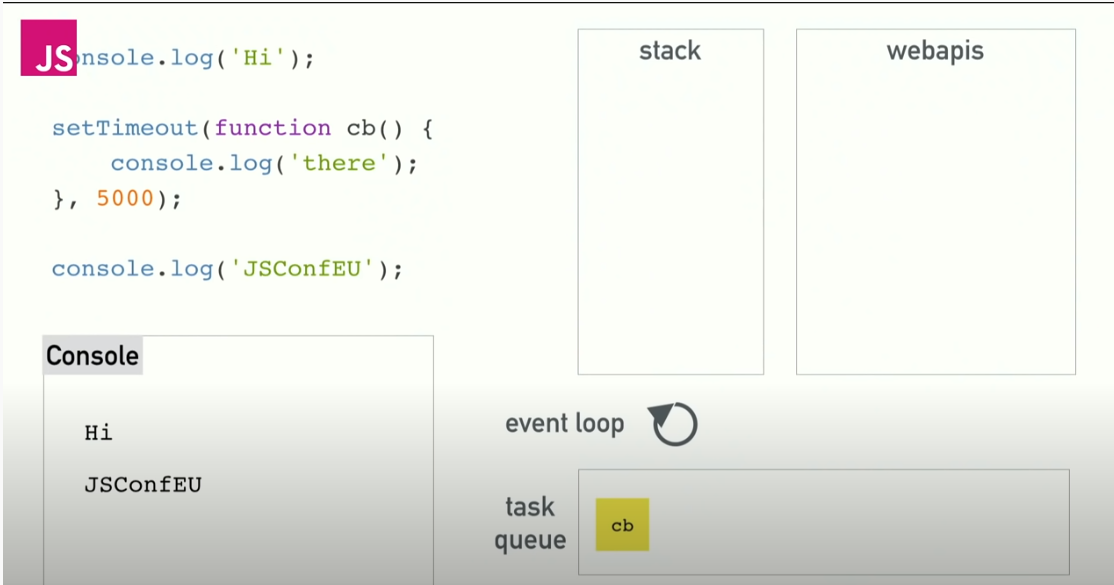 JS
onsole.log('Hi');
setTimeout(function cb() {
console.log('there');
}, 5000);
console.log('JSConfEU');
Console
Hi
JSConfEU
stack
webapis
event loop
task
queue
cb